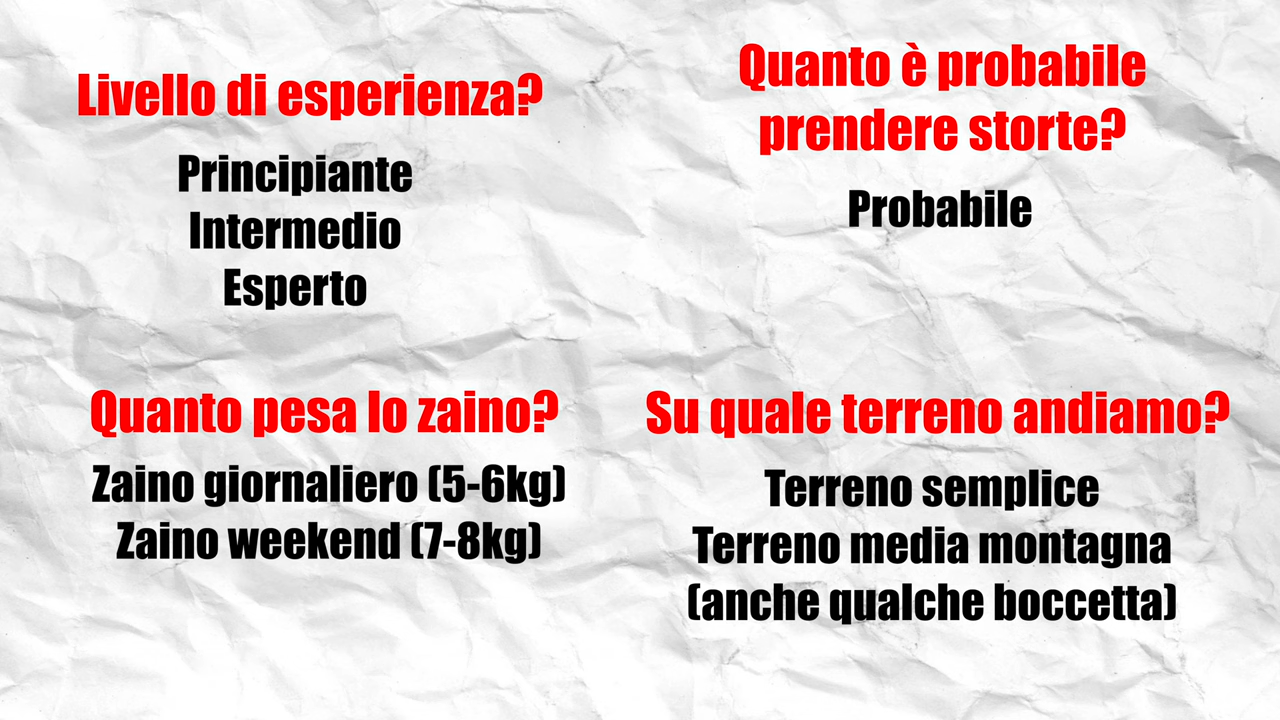 Livello di esperienza?
Principiante
Intermedio
Esperto
Quanto è probabile
prendere storte?
Probabile
Quanto pesa lo zaino?
Zaino giornaliero (5-6kg)
Zaino weekend (7-8kg)
Su quale terreno andiamo?
Terreno semplice
Terreno media montagna
(anche qualche boccetta)